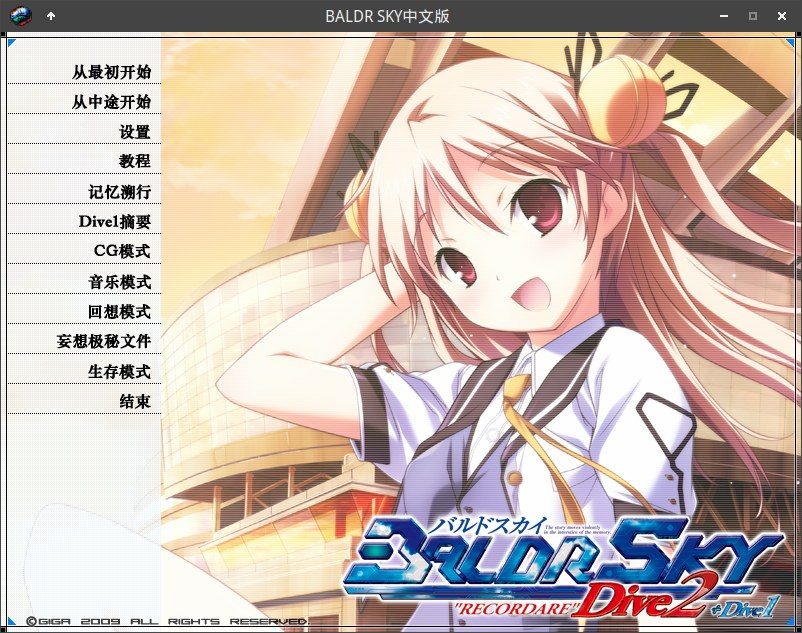 BALDR SKY中文版
从最初开始
从中途开始
设置
教程
记忆溯行
Dive1摘要
CG模式
音乐模式
回想模式
妄想极秘文件
生存模式
结束
バルドスカイ
The story moves violently
in the interstice of the memory.
BALDR SKY
"RECORDARE" Dive2 +Dive1
©GIGA 2009 ALL RIGHTS RESERVED.